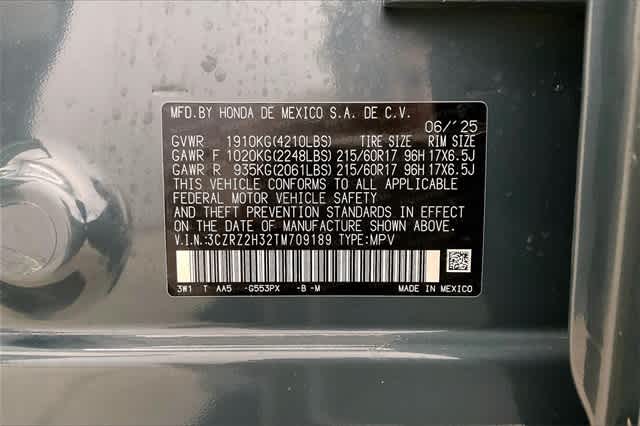 MFD.BY HONDA DE MEXICO S.A. DE C.V.
06/'25
GVWR 1910KG(4210LBS) TIRE SIZE RIM SIZE
GAWR F 1020KG(2248LBS) 215/60R17 96H 17X6.5J
GAWR R 935KG(2061LBS) 215/60R17 96H 17X6.5J
THIS VEHICLE CONFORMS TO ALL APPLICABLE
FEDERAL MOTOR VEHICLE SAFETY
AND THEFT PREVENTION STANDARDS IN EFFECT
ON THE DATE OF MANUFACTURE SHOWN ABOVE.
V.I.N.:3CZRZ2H32TM709189 TYPE:MPV
3W1 T AA5 -G553PX -B -M MADE IN MEXICO